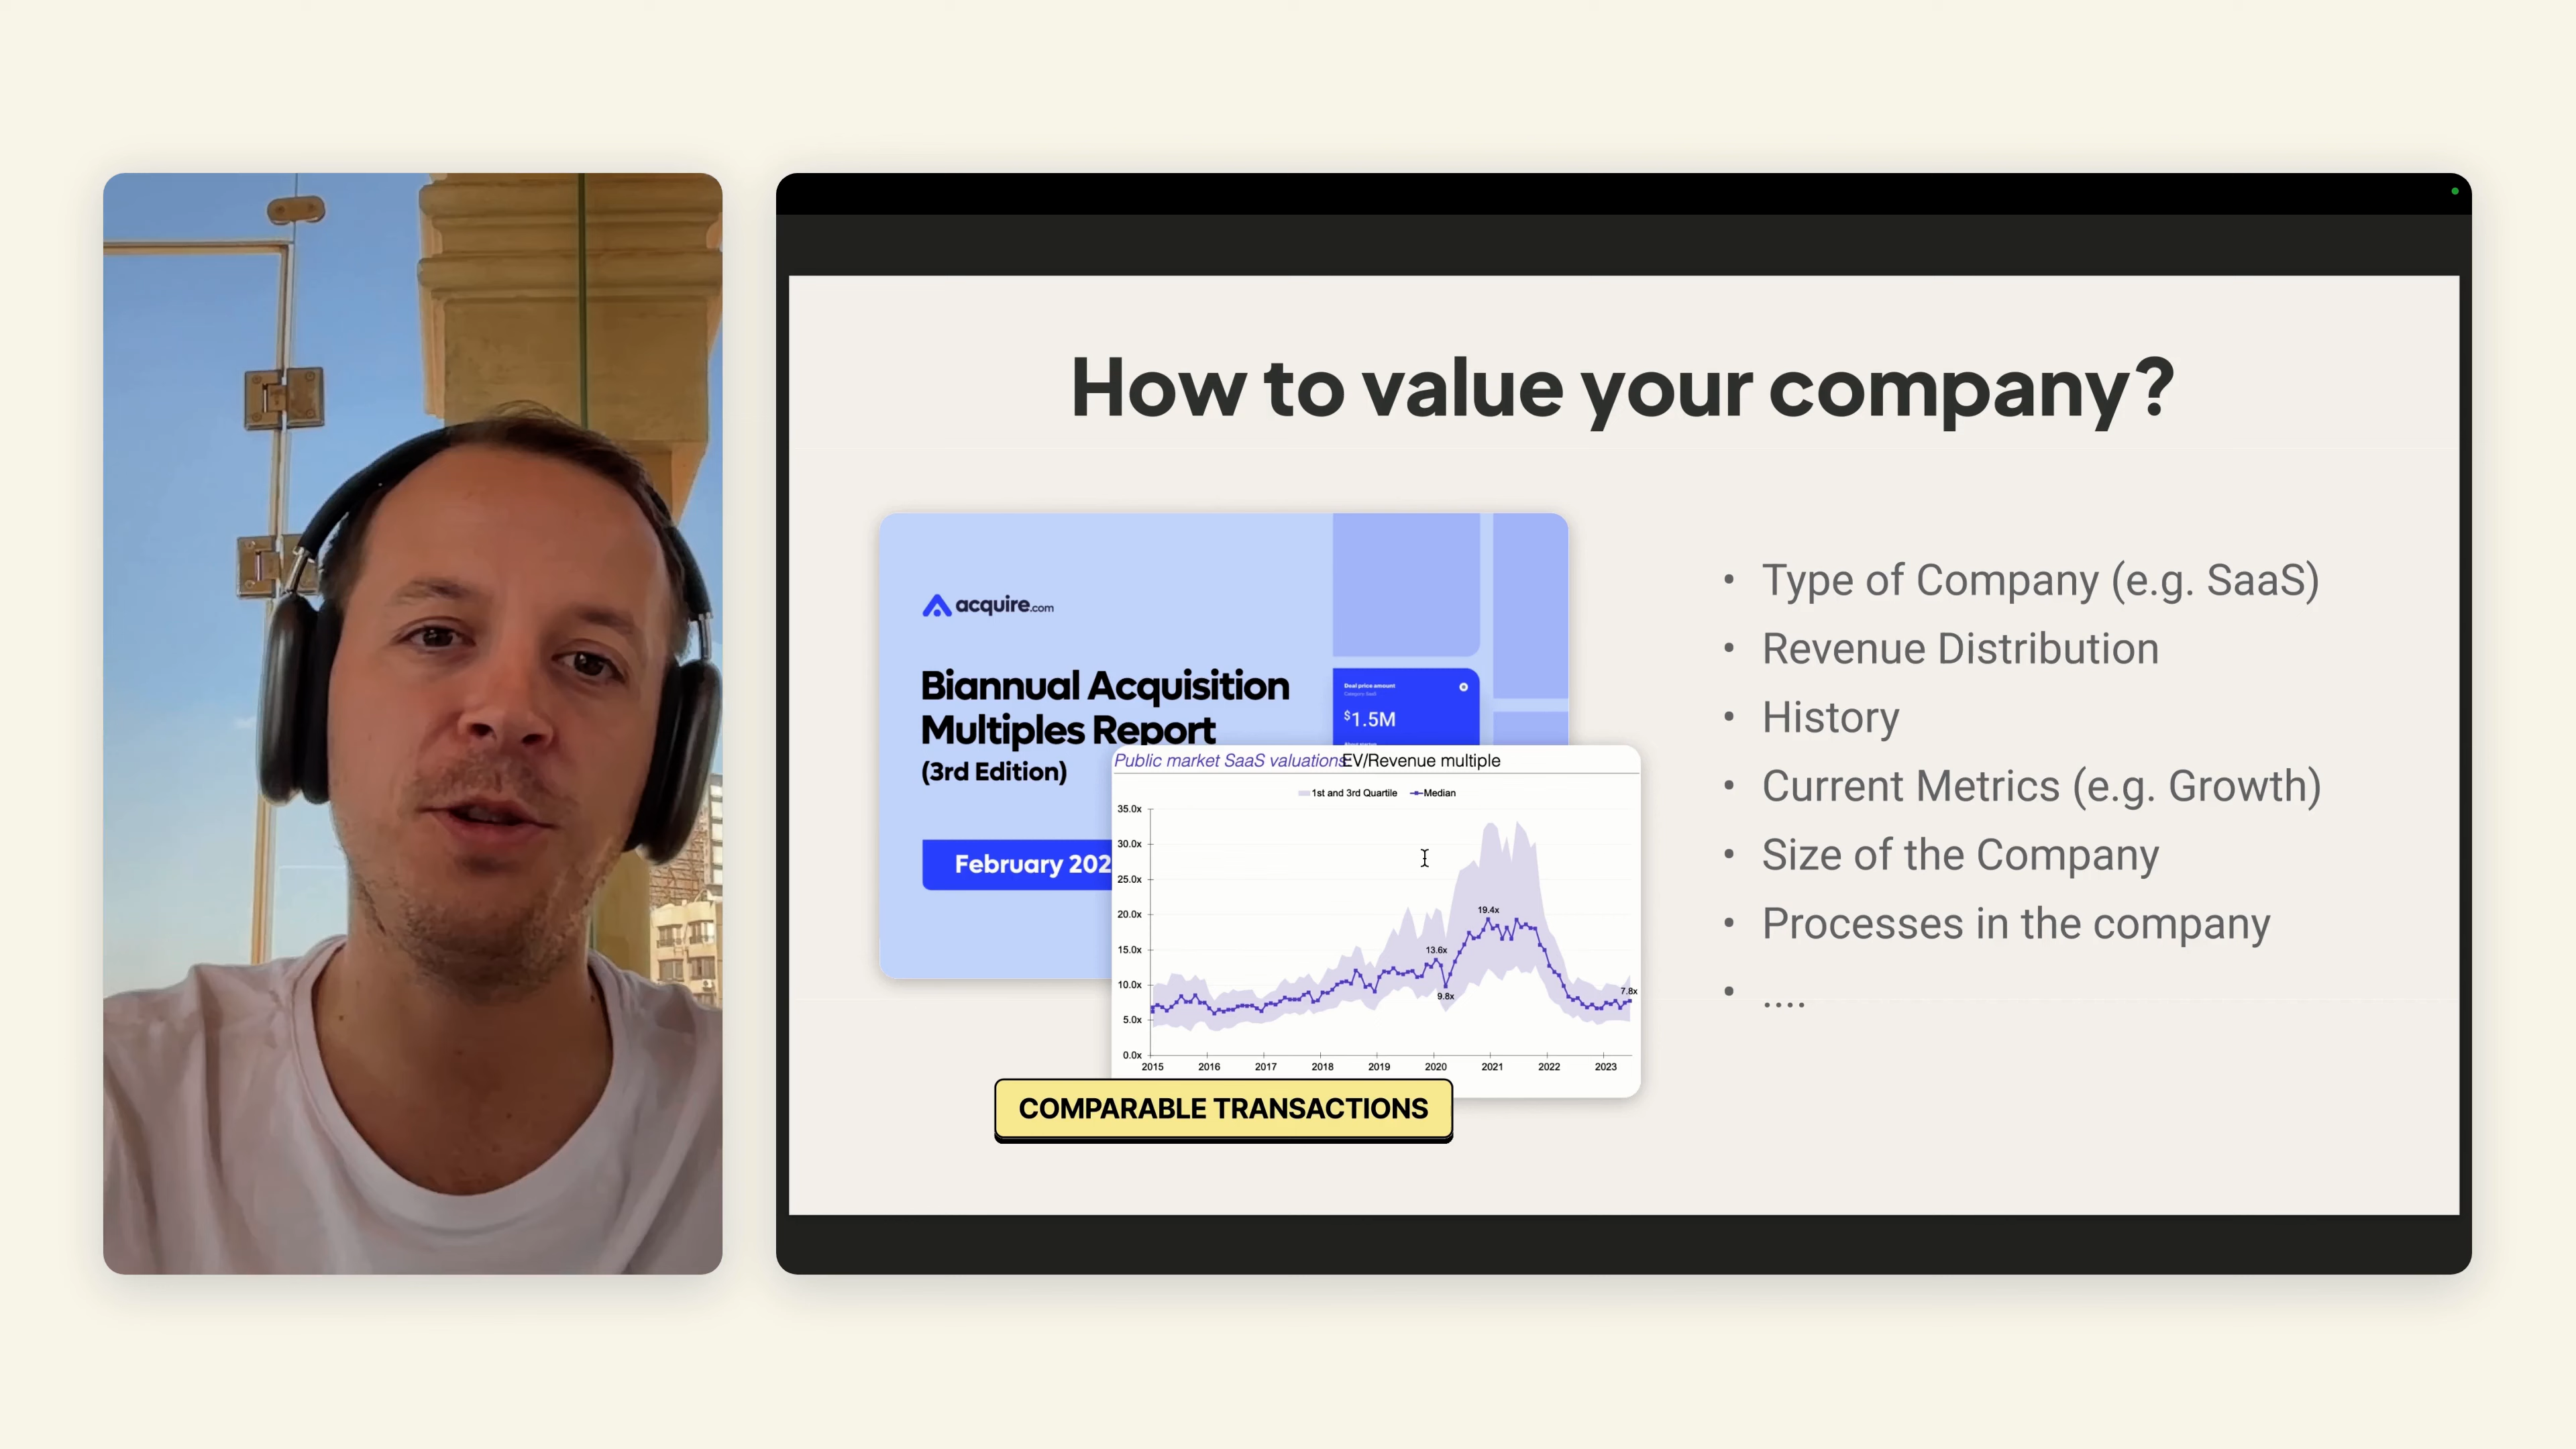 How to value your company?
acquire.com
Biannual Acquisition
Multiples Report
(3rd Edition)
February 202
Deal price amount
$1.5M
Public market SaaS valuations EV/Revenue multiple
1st and 3rd Quartile Median
35.0x
30.0x
25.0x
20.0x
15.0x
10.0x
5.0x
0.0x
19.4x
13.6x
9.8x
7.8x
2015 2016 2017 2018 2019 2020 2021 2022 2023
COMPARABLE TRANSACTIONS
• Type of Company (e.g. SaaS)
• Revenue Distribution
• History
• Current Metrics (e.g. Growth)
• Size of the Company
• Processes in the company
• ....